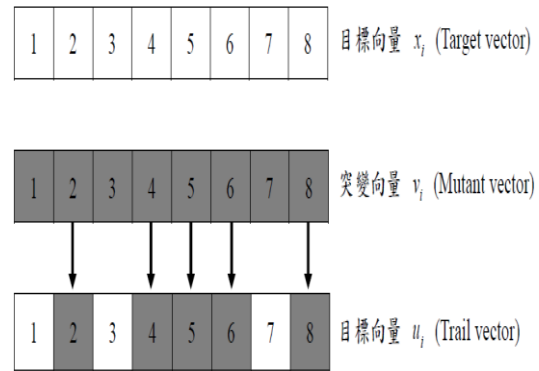 1 2 3 4 5 6 7 8 目標向量 xi (Target vector)
1 2 3 4 5 6 7 8 突變向量 vi (Mutant vector)
1 2 3 4 5 6 7 8 目標向量 ui (Trail vector)